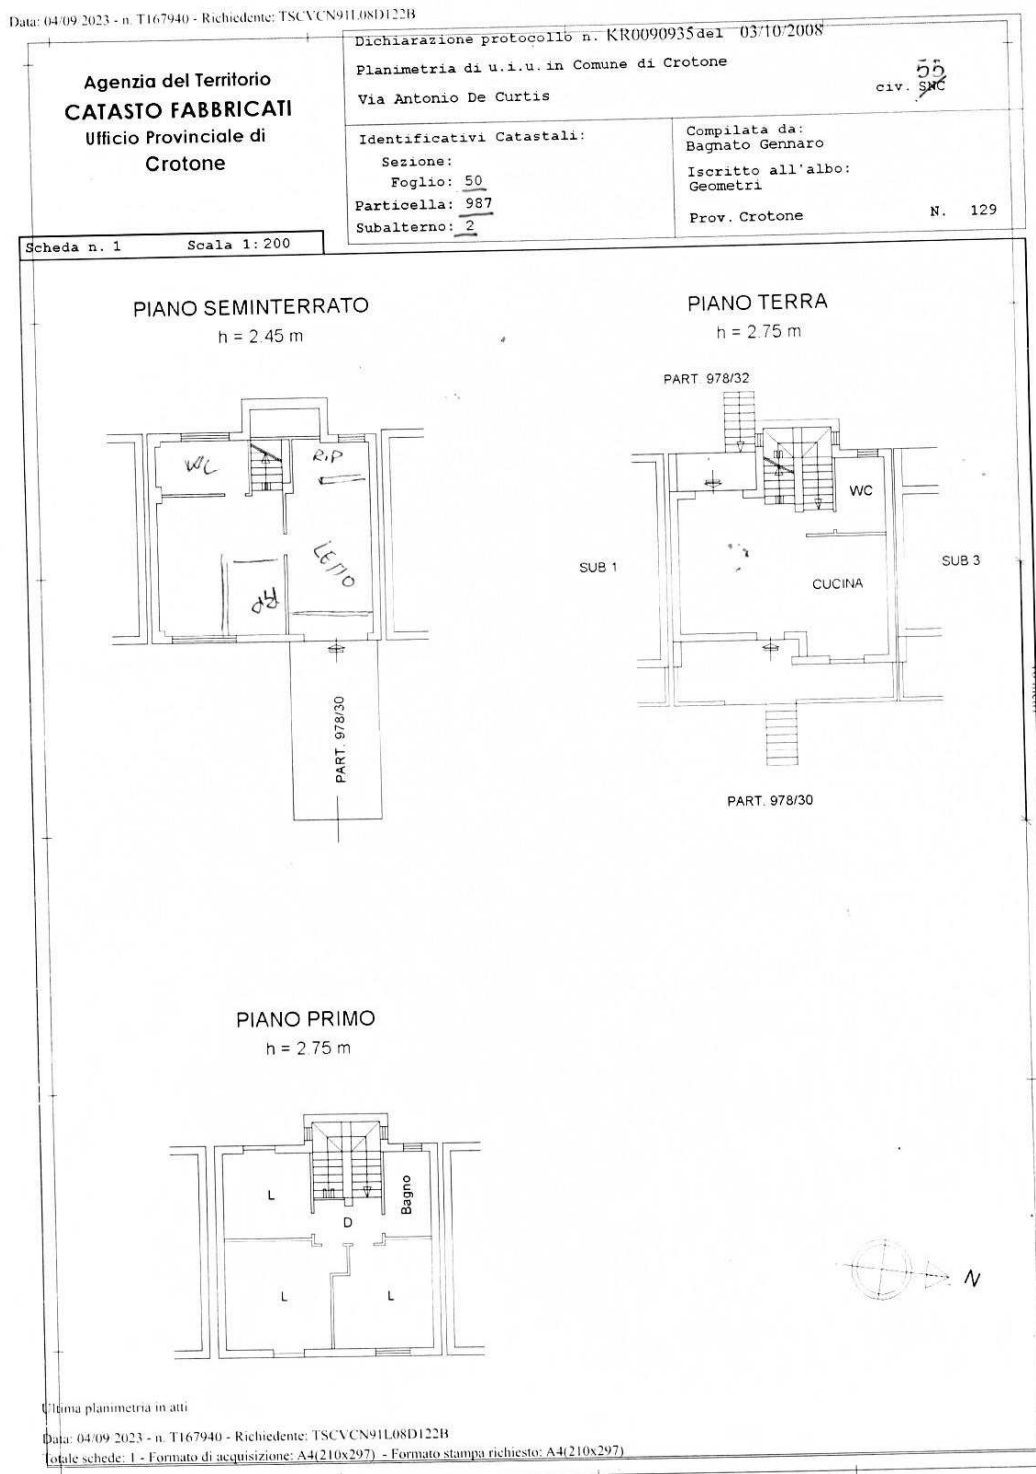 Data: 04/09/2023 - n. T167940 - Richiedente: TSCVCN91L08D122B
Agenzia del Territorio
CATASTO FABBRICATI
Ufficio Provinciale di
Crotone
Dichiarazione protocollo n. KR0090935 del 03/10/2008
Planimetria di u.i.u. in Comune di Crotone
Via Antonio De Curtis
civ. SNC
55
Identificativi Catastali:
Sezione:
Foglio: 50
Particella: 987
Subalterno: 2
Compilata da:
Bagnato Gennaro
Iscritto all'albo:
Geometri
Prov. Crotone N. 129
Scheda n. 1 Scala 1:200
PIANO SEMINTERRATO
h = 2.45 m
WC
RIP
LETTO
PART. 978/30
PIANO TERRA
h = 2.75 m
PART. 978/32
WC
SUB 1
CUCINA
SUB 3
PART. 978/30
PIANO PRIMO
h = 2.75 m
L
D
Bagno
L
L
N
Ultima planimetria in atti
Data: 04/09/2023 - n. T167940 - Richiedente: TSCVCN91L08D122B
Totale schede: 1 - Formato di acquisizione: A4(210x297) - Formato stampa richiesto: A4(210x297)